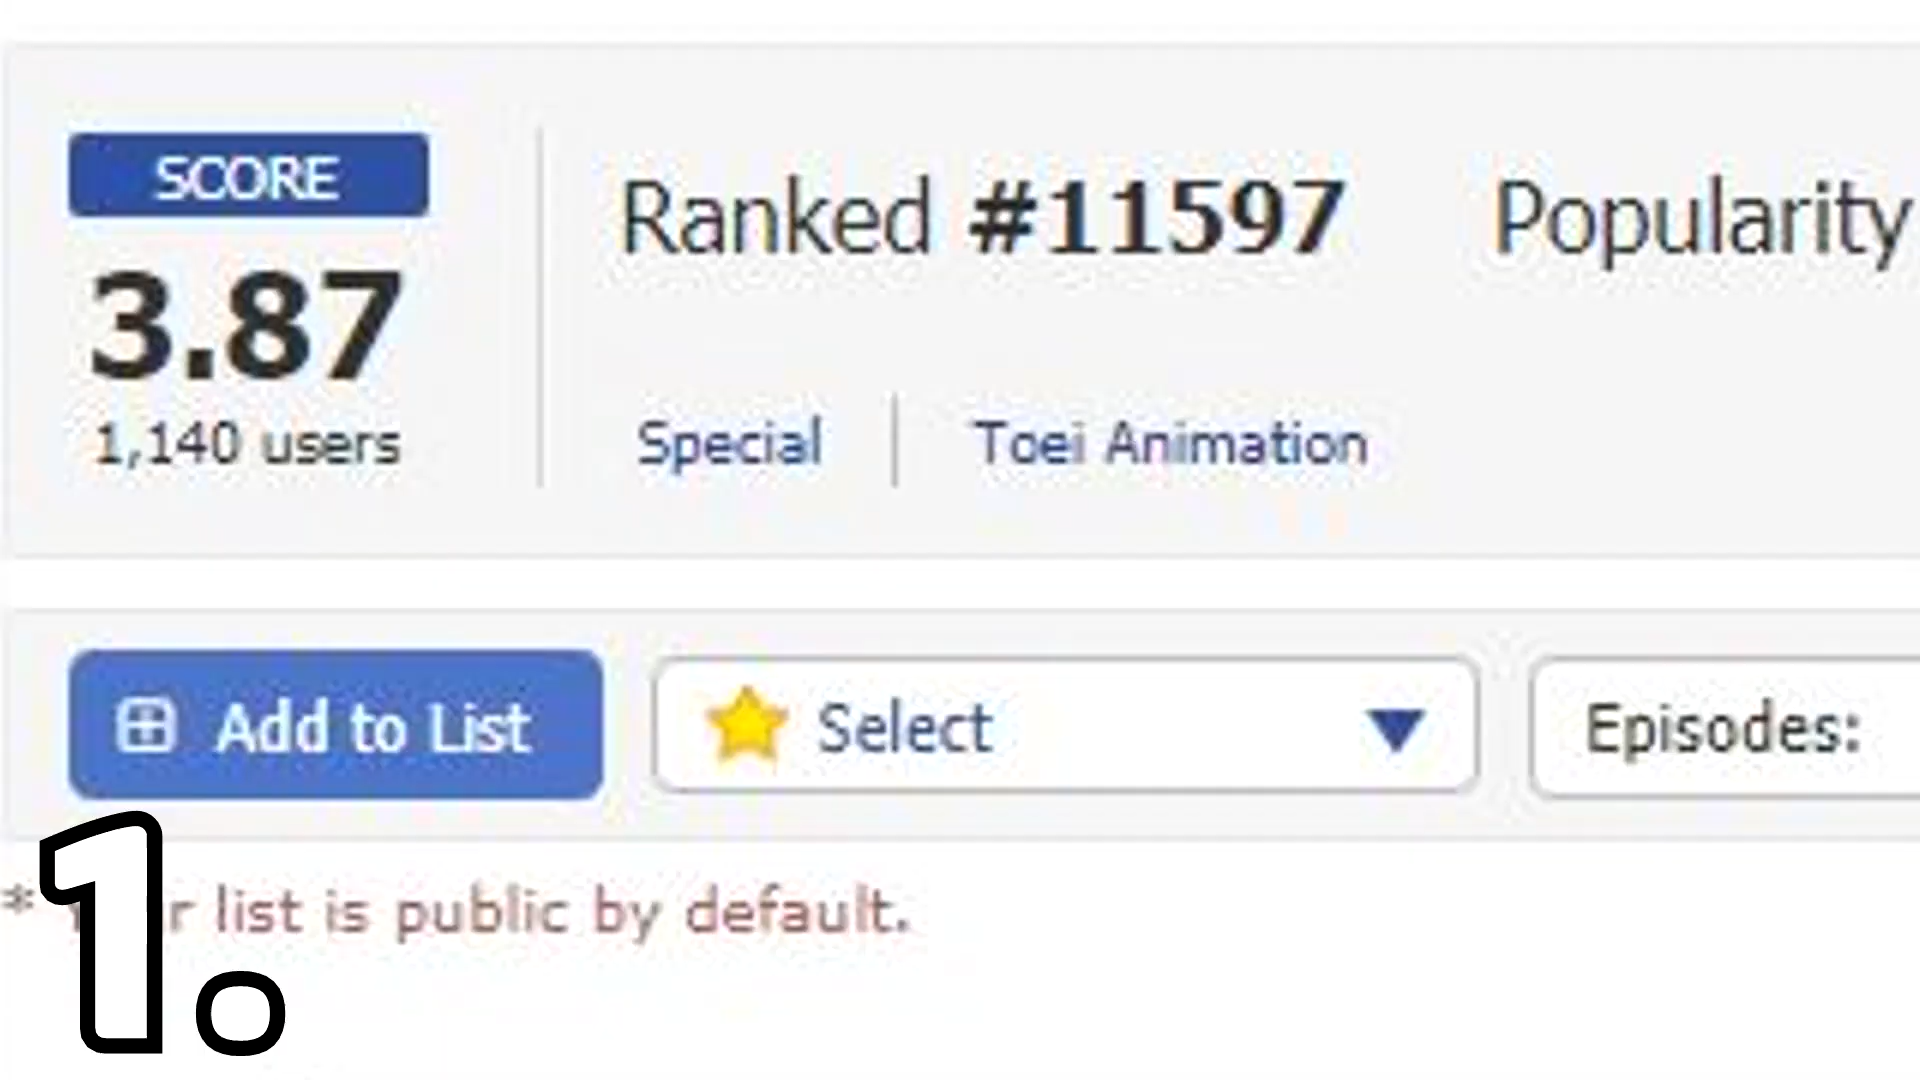 SCORE
3.87
1,140 users
Ranked #11597
Popularity
Special
Toei Animation
Add to List
Select
Episodes:
* r list is public by default.
1.